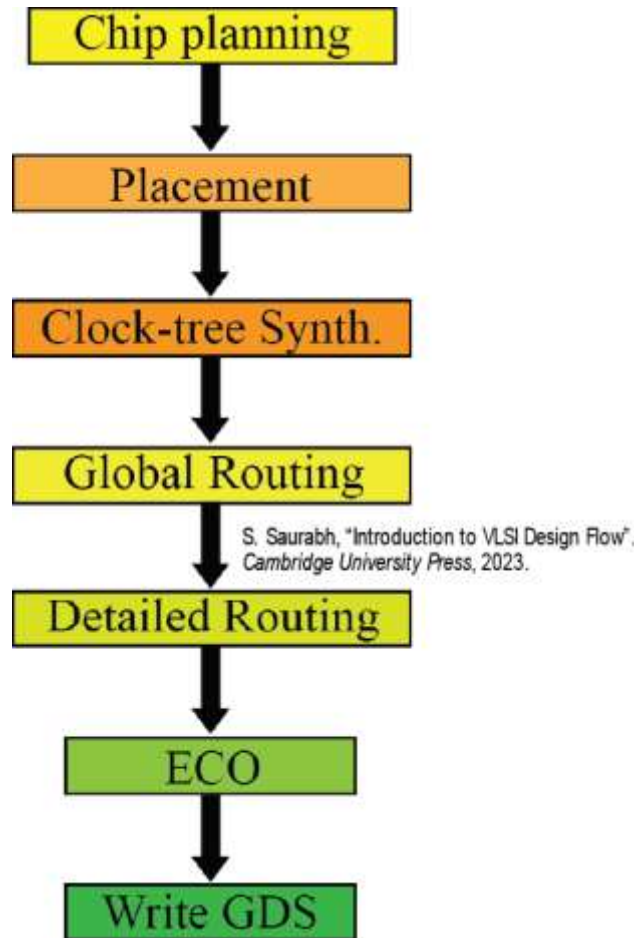 Chip planning
Placement
Clock-tree Synth.
Global Routing
S. Saurabh, “Introduction to VLSI Design Flow”.
Cambridge University Press, 2023.
Detailed Routing
ECO
Write GDS